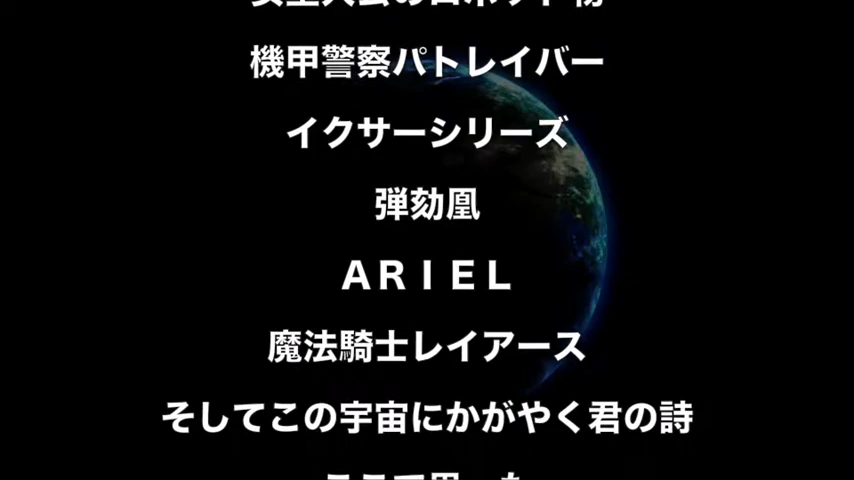 機甲警察パトレイバー
イクサーシリーズ
弾劾凰
ＡＲＩＥＬ
魔法騎士レイアース
そしてこの宇宙にかがやく君の詩